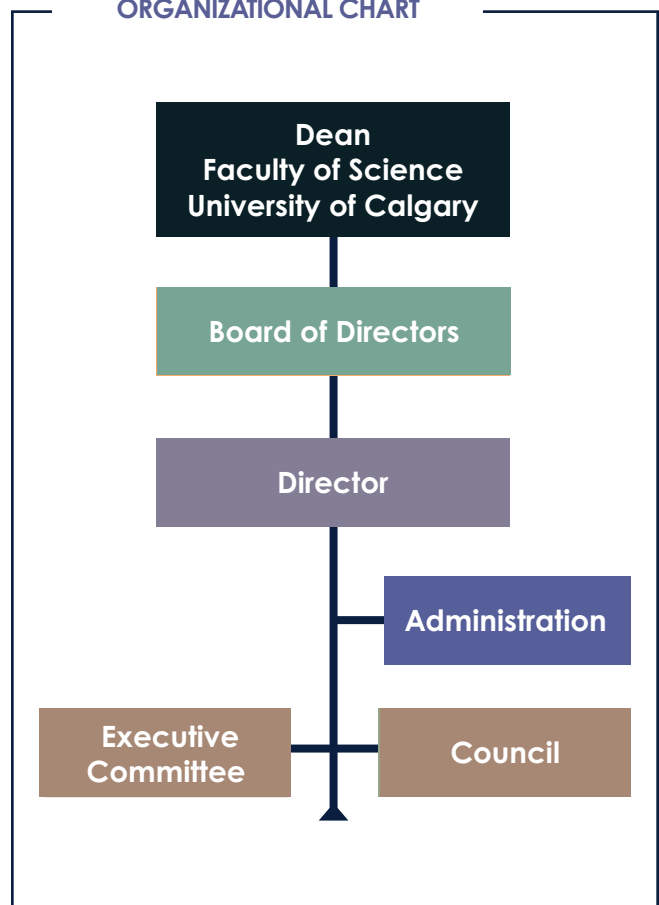 ORGANIZATIONAL CHART
Dean
Faculty of Science
University of Calgary
Board of Directors
Director
Administration
Executive
Committee
Council